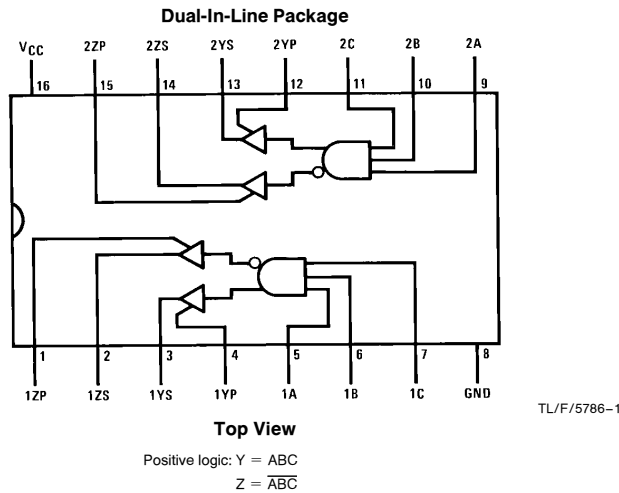 Dual-In-Line Package
VCC 2ZP 2ZS 2YS 2YP 2C 2B 2A
16 15 14 13 12 11 10 9
1 2 3 4 5 6 7 8
1ZP 1ZS 1YS 1YP 1A 1B 1C GND
TL/F/5786–1
Top View
Positive logic: Y = ABC
Z = A̅B̅C̅